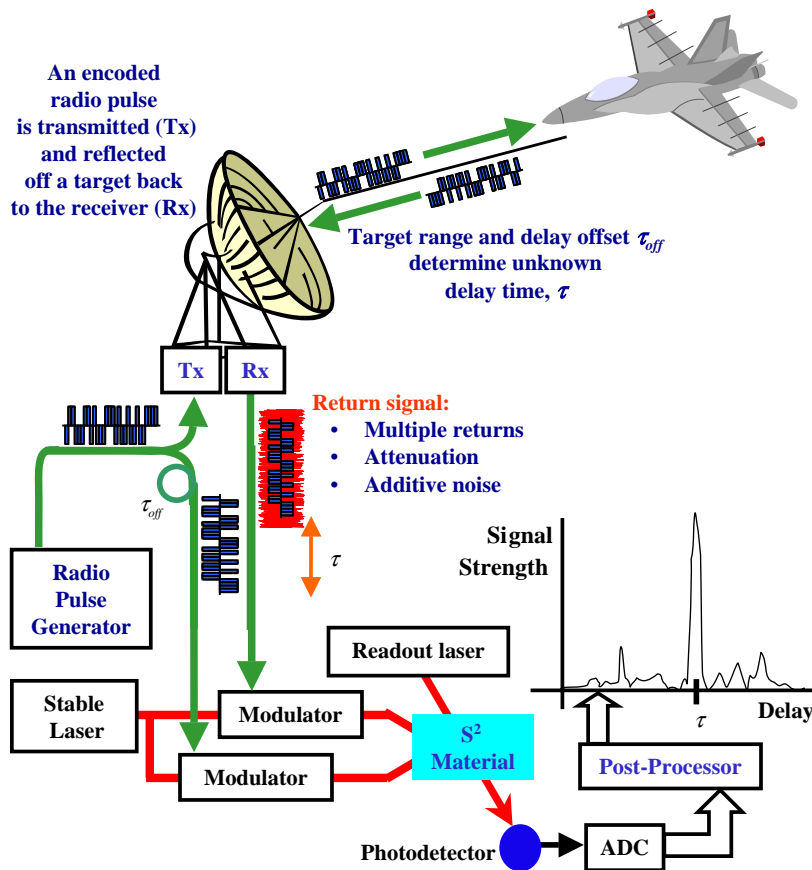 An encoded
radio pulse
is transmitted (Tx)
and reflected
off a target back
to the receiver (Rx)
Target range and delay offset τoff
determine unknown
delay time, τ
Tx
Rx
Return signal:
• Multiple returns
• Attenuation
• Additive noise
τoff
τ
Radio
Pulse
Generator
Signal
Strength
Readout laser
Stable
Laser
Modulator
Modulator
S²
Material
τ
Delay
Post-Processor
Photodetector
ADC